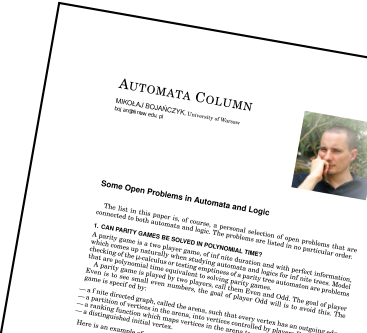 AUTOMATA COLUMN
MIKOŁAJ BOJAŃCZYK, University of Warsaw
bojan@mimuw.edu.pl
Some Open Problems in Automata and Logic
The list in this paper is, of course, a personal selection of open problems that are
connected to both automata and logic. The problems are listed in no particular order.
1. CAN PARITY GAMES BE SOLVED IN POLYNOMIAL TIME?
A parity game is a two player game, of infinite duration and with perfect information,
which comes up naturally when studying automata and logics for infinite trees. Model
checking of the μ-calculus or testing emptiness of a parity tree automaton are problems
that are polynomial time equivalent to solving parity games.
A parity game is played by two players, call them Even and Odd. The goal of player
Even is to see small even numbers, the goal of player Odd will is to avoid this. The
game is specified by:
— a finite directed graph, called the arena, such that every vertex has an outgoing
— a partition of vertices in the arena, into vertices controlled by players
— a ranking function which maps vertices in the arena to
— a distinguished initial vertex.
Here is an example of